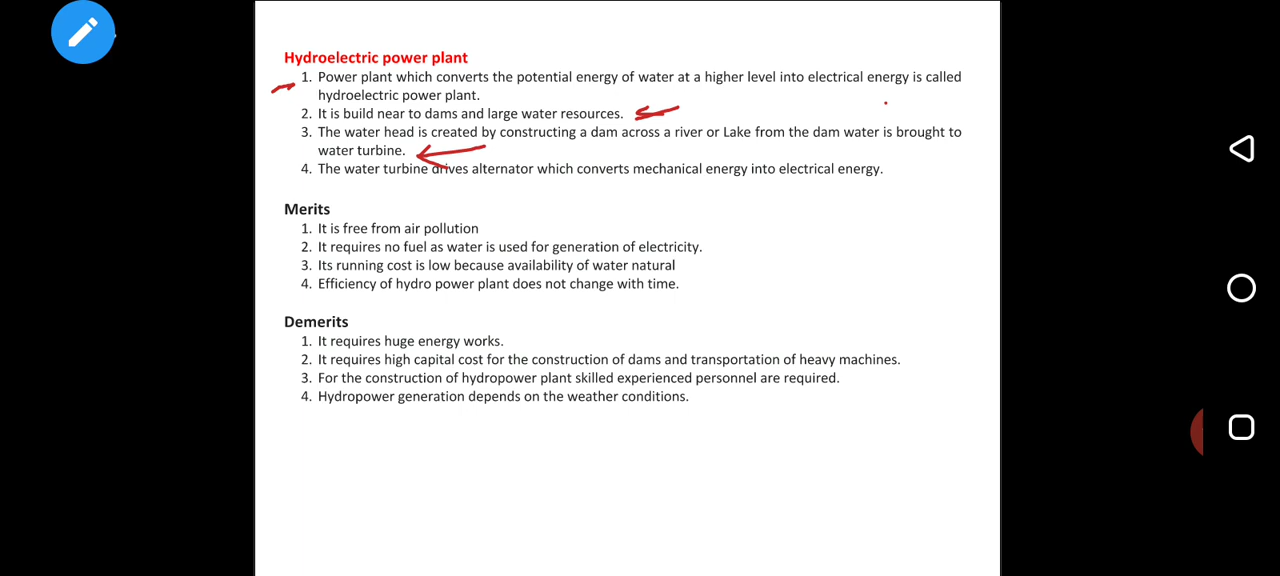 Hydroelectric power plant
1. Power plant which converts the potential energy of water at a higher level into electrical energy is called
hydroelectric power plant.
2. It is build near to dams and large water resources.
3. The water head is created by constructing a dam across a river or Lake from the dam water is brought to
water turbine.
4. The water turbine drives alternator which converts mechanical energy into electrical energy.
Merits
1. It is free from air pollution
2. It requires no fuel as water is used for generation of electricity.
3. Its running cost is low because availability of water natural
4. Efficiency of hydro power plant does not change with time.
Demerits
1. It requires huge energy works.
2. It requires high capital cost for the construction of dams and transportation of heavy machines.
3. For the construction of hydropower plant skilled experienced personnel are required.
4. Hydropower generation depends on the weather conditions.